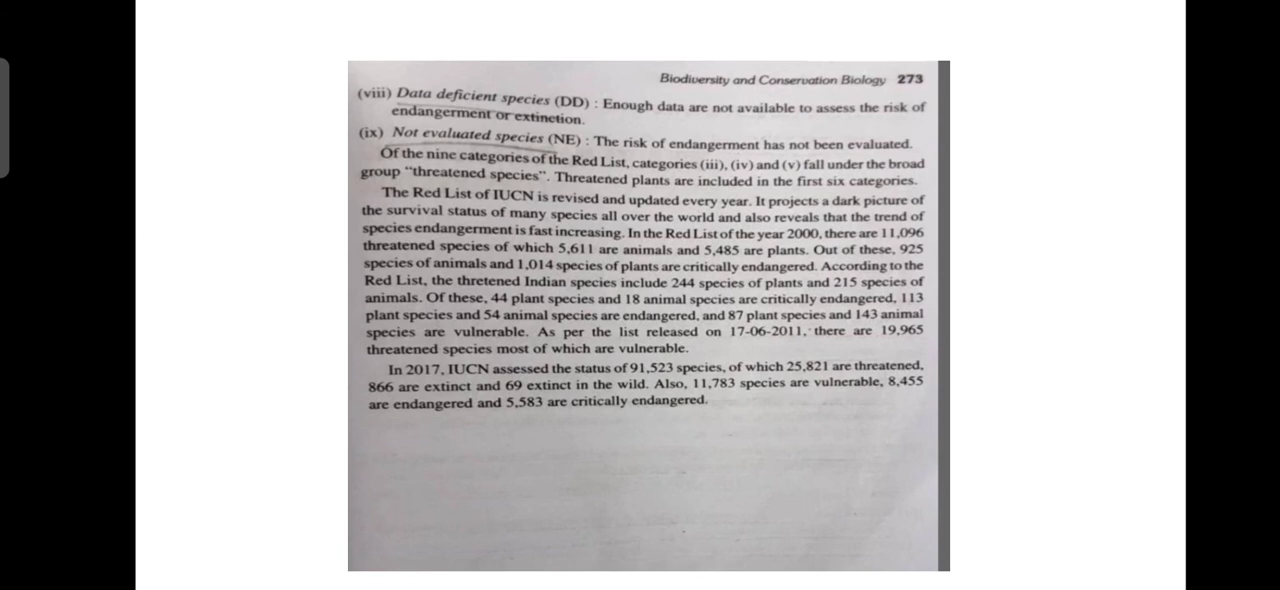 Biodiversity and Conservation Biology 273
(viii) Data deficient species (DD) : Enough data are not available to assess the risk of
endangerment or extinction.
(ix) Not evaluated species (NE) : The risk of endangerment has not been evaluated.
Of the nine categories of the Red List, categories (iii), (iv) and (v) fall under the broad
group "threatened species". Threatened plants are included in the first six categories.
The Red List of IUCN is revised and updated every year. It projects a dark picture of
the survival status of many species all over the world and also reveals that the trend of
species endangerment is fast increasing. In the Red List of the year 2000, there are 11,096
threatened species of which 5,611 are animals and 5,485 are plants. Out of these, 925
species of animals and 1,014 species of plants are critically endangered. According to the
Red List, the thretened Indian species include 244 species of plants and 215 species of
animals. Of these, 44 plant species and 18 animal species are critically endangered, 113
plant species and 54 animal species are endangered, and 87 plant species and 143 animal
species are vulnerable. As per the list released on 17-06-2011, there are 19,965
threatened species most of which are vulnerable.
In 2017, IUCN assessed the status of 91,523 species, of which 25,821 are threatened,
866 are extinct and 69 extinct in the wild. Also, 11,783 species are vulnerable, 8,455
are endangered and 5,583 are critically endangered.